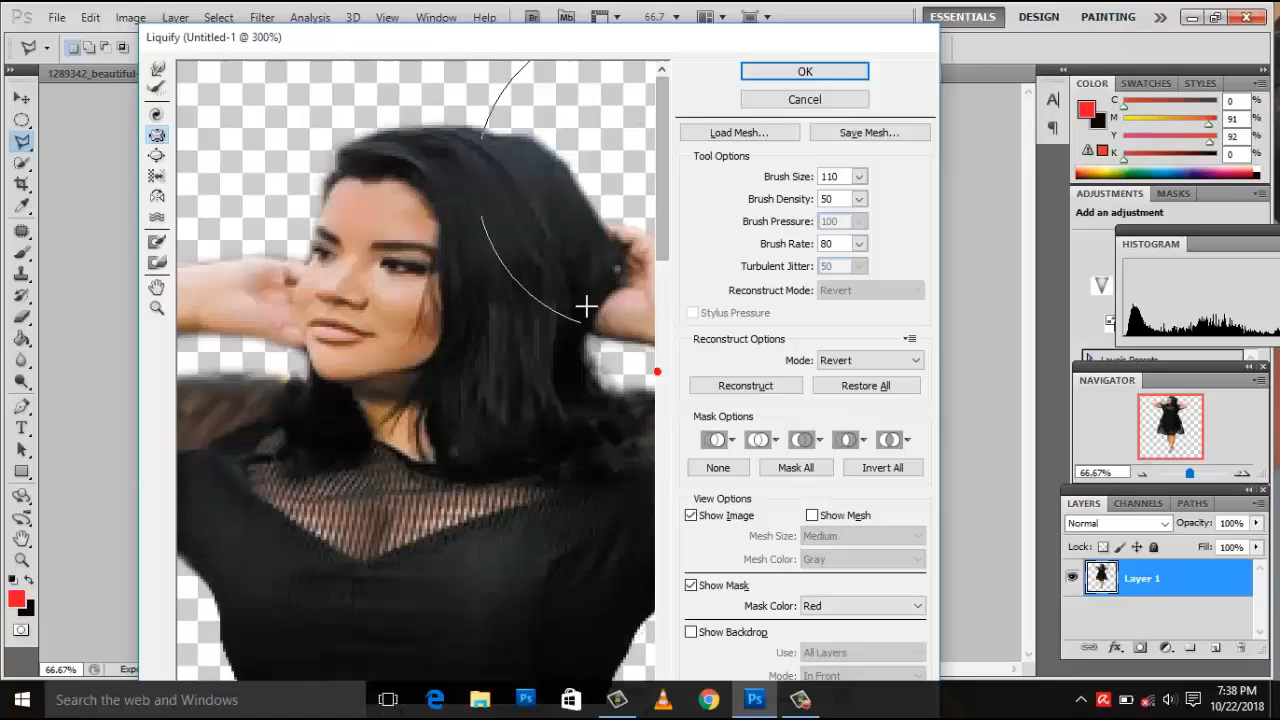 Ps File Edit Image Layer Select Filter Analysis 3D View Window Help Br Mb 66.7 ESSENTIALS DESIGN PAINTING
Liquify (Untitled-1 @ 300%)
1289342_beautiful-
OK
Cancel
Load Mesh... Save Mesh...
Tool Options
Brush Size: 110
Brush Density: 50
Brush Pressure: 100
Brush Rate: 80
Turbulent Jitter: 50
Reconstruct Mode: Revert
Stylus Pressure
Reconstruct Options
Mode: Revert
Reconstruct Restore All
Mask Options
None Mask All Invert All
View Options
Show Image Show Mesh
Mesh Size: Medium
Mesh Color: Gray
Show Mask
Mask Color: Red
Show Backdrop
Use: All Layers
Mode: In Front
COLOR SWATCHES STYLES
C 0 %
M 91 %
Y 92 %
K 0 %
ADJUSTMENTS MASKS
Add an adjustment
HISTOGRAM
Levels Presets
NAVIGATOR
66.67%
LAYERS CHANNELS PATHS
Normal Opacity: 100%
Lock: Fill: 100%
Layer 1
66.67% Expo
Search the web and Windows
7:38 PM
10/22/2018